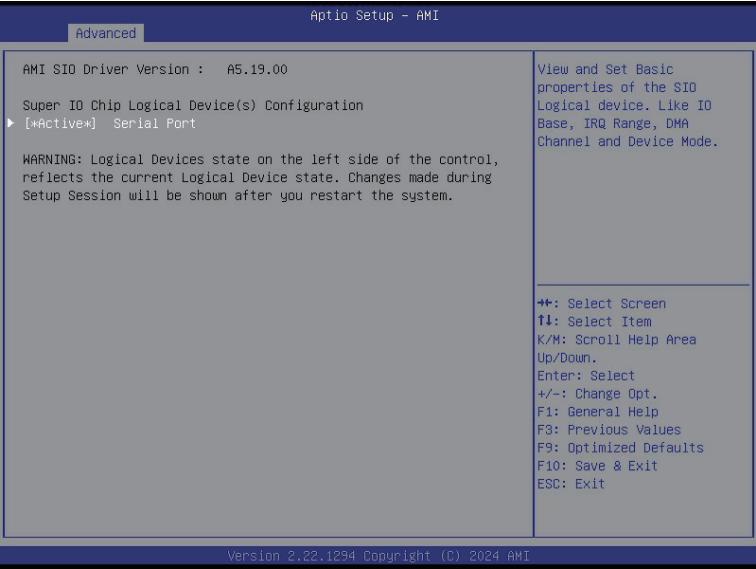 Aptio Setup – AMI
Advanced
AMI SIO Driver Version : A5.19.00
Super IO Chip Logical Device(s) Configuration
[*Active*] Serial Port
WARNING: Logical Devices state on the left side of the control,
reflects the current Logical Device state. Changes made during
Setup Session will be shown after you restart the system.
View and Set Basic
properties of the SIO
Logical device. Like IO
Base, IRQ Range, DMA
Channel and Device Mode.
→←: Select Screen
↑↓: Select Item
K/M: Scroll Help Area
Up/Down.
Enter: Select
+/-: Change Opt.
F1: General Help
F3: Previous Values
F9: Optimized Defaults
F10: Save & Exit
ESC: Exit
Version 2.22.1294 Copyright (C) 2024 AMI